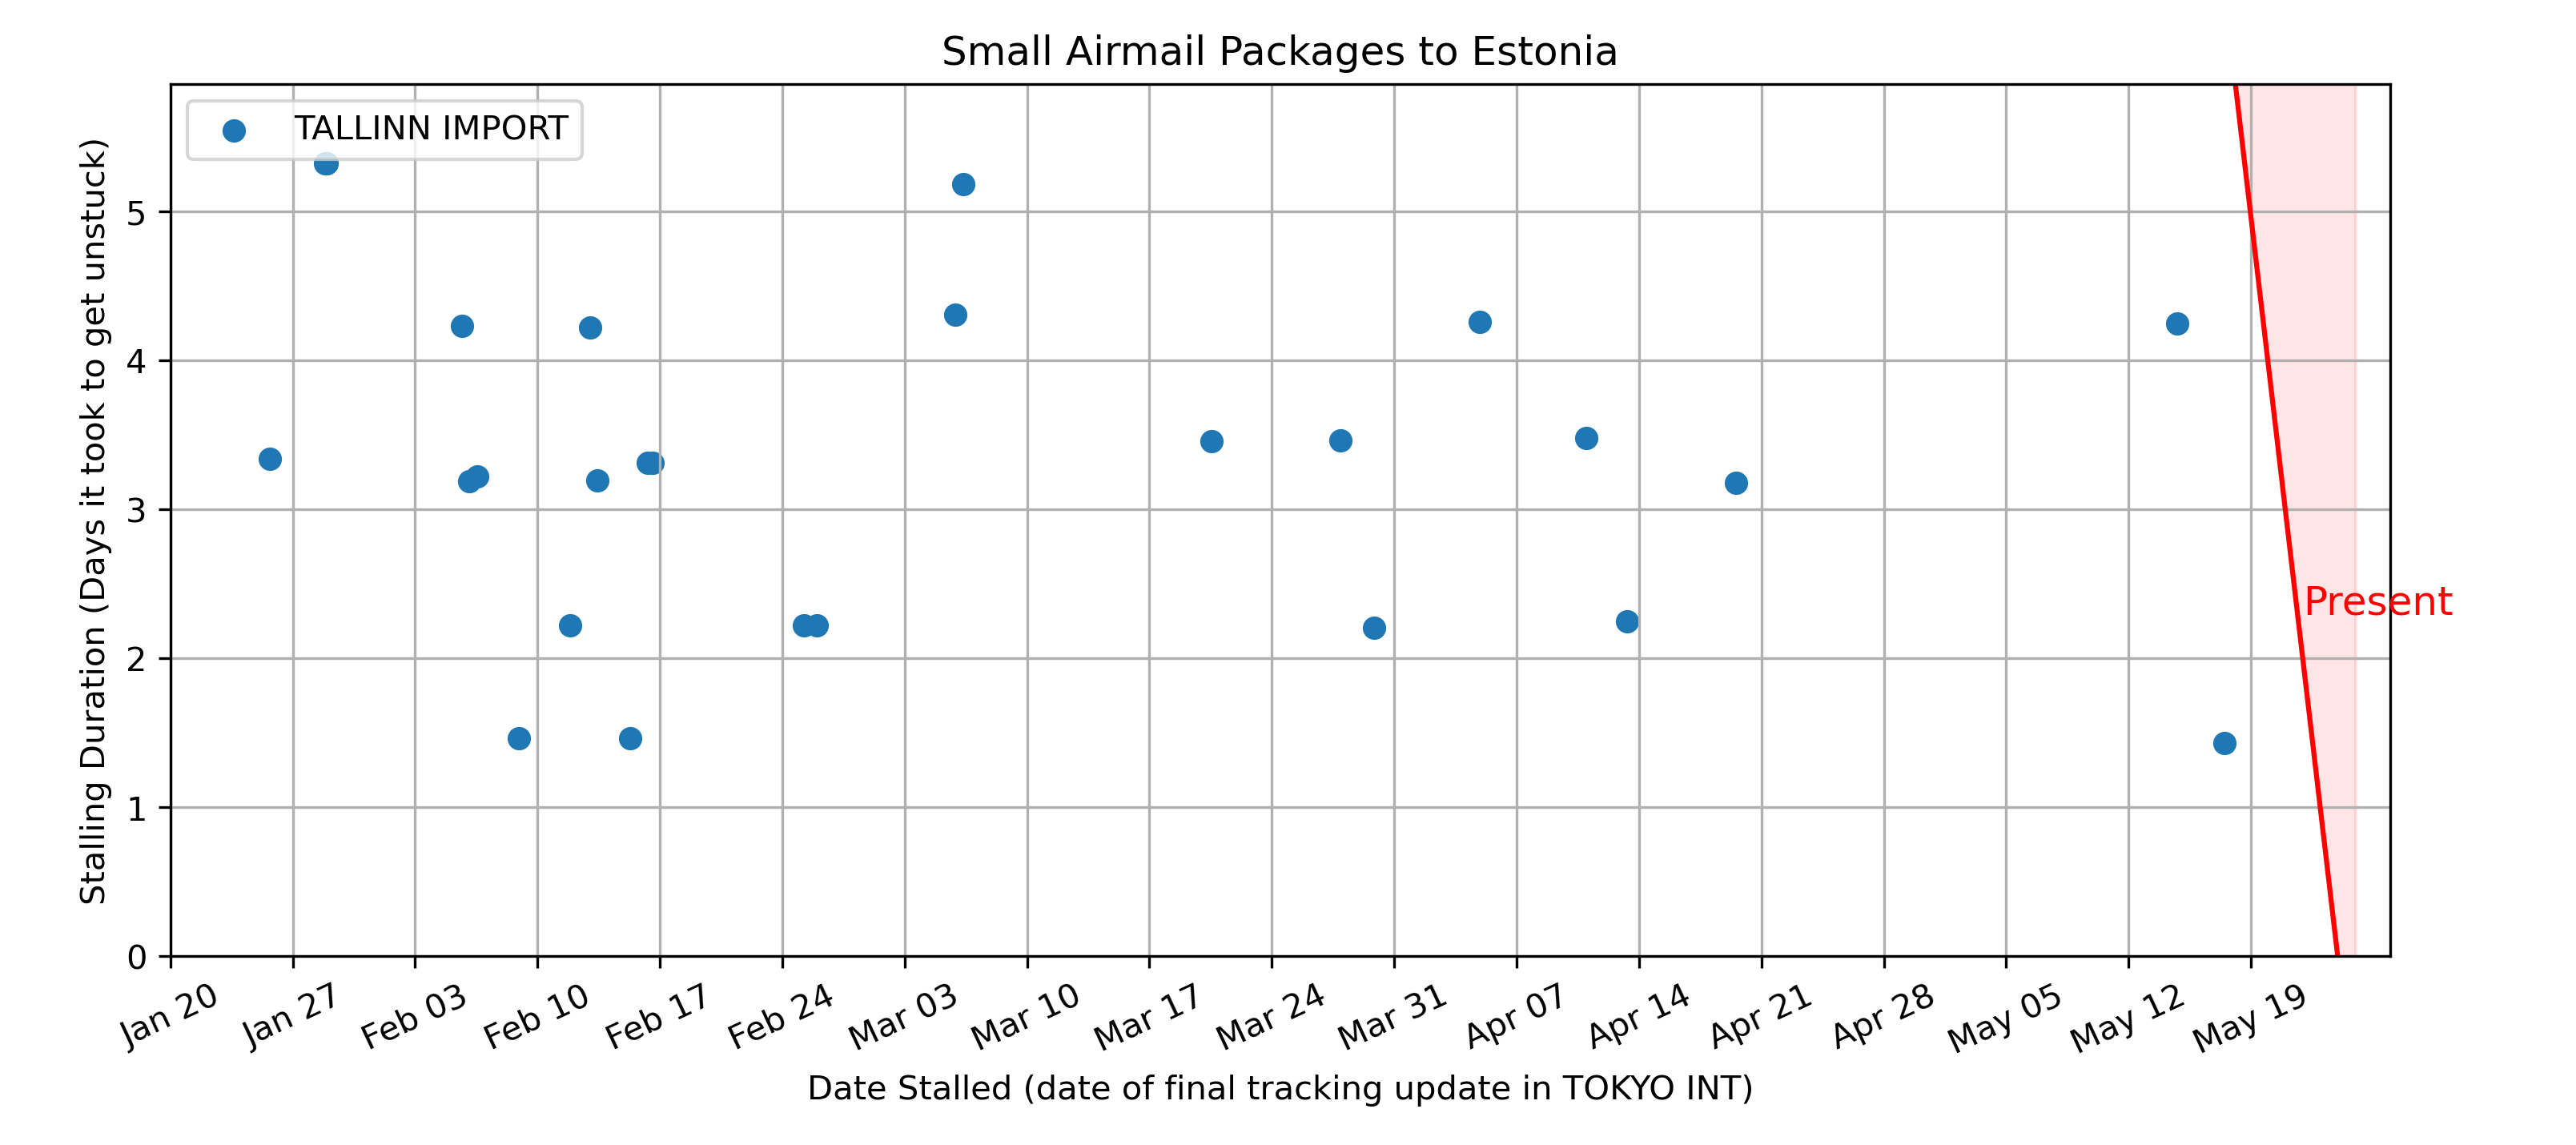 Small Airmail Packages to Estonia
TALLINN IMPORT
Stalling Duration (Days it took to get unstuck)
5
4
3
2
1
0
Present
Jan 20 Jan 27 Feb 03 Feb 10 Feb 17 Feb 24 Mar 03 Mar 10 Mar 17 Mar 24 Mar 31 Apr 07 Apr 14 Apr 21 Apr 28 May 05 May 12 May 19
Date Stalled (date of final tracking update in TOKYO INT)